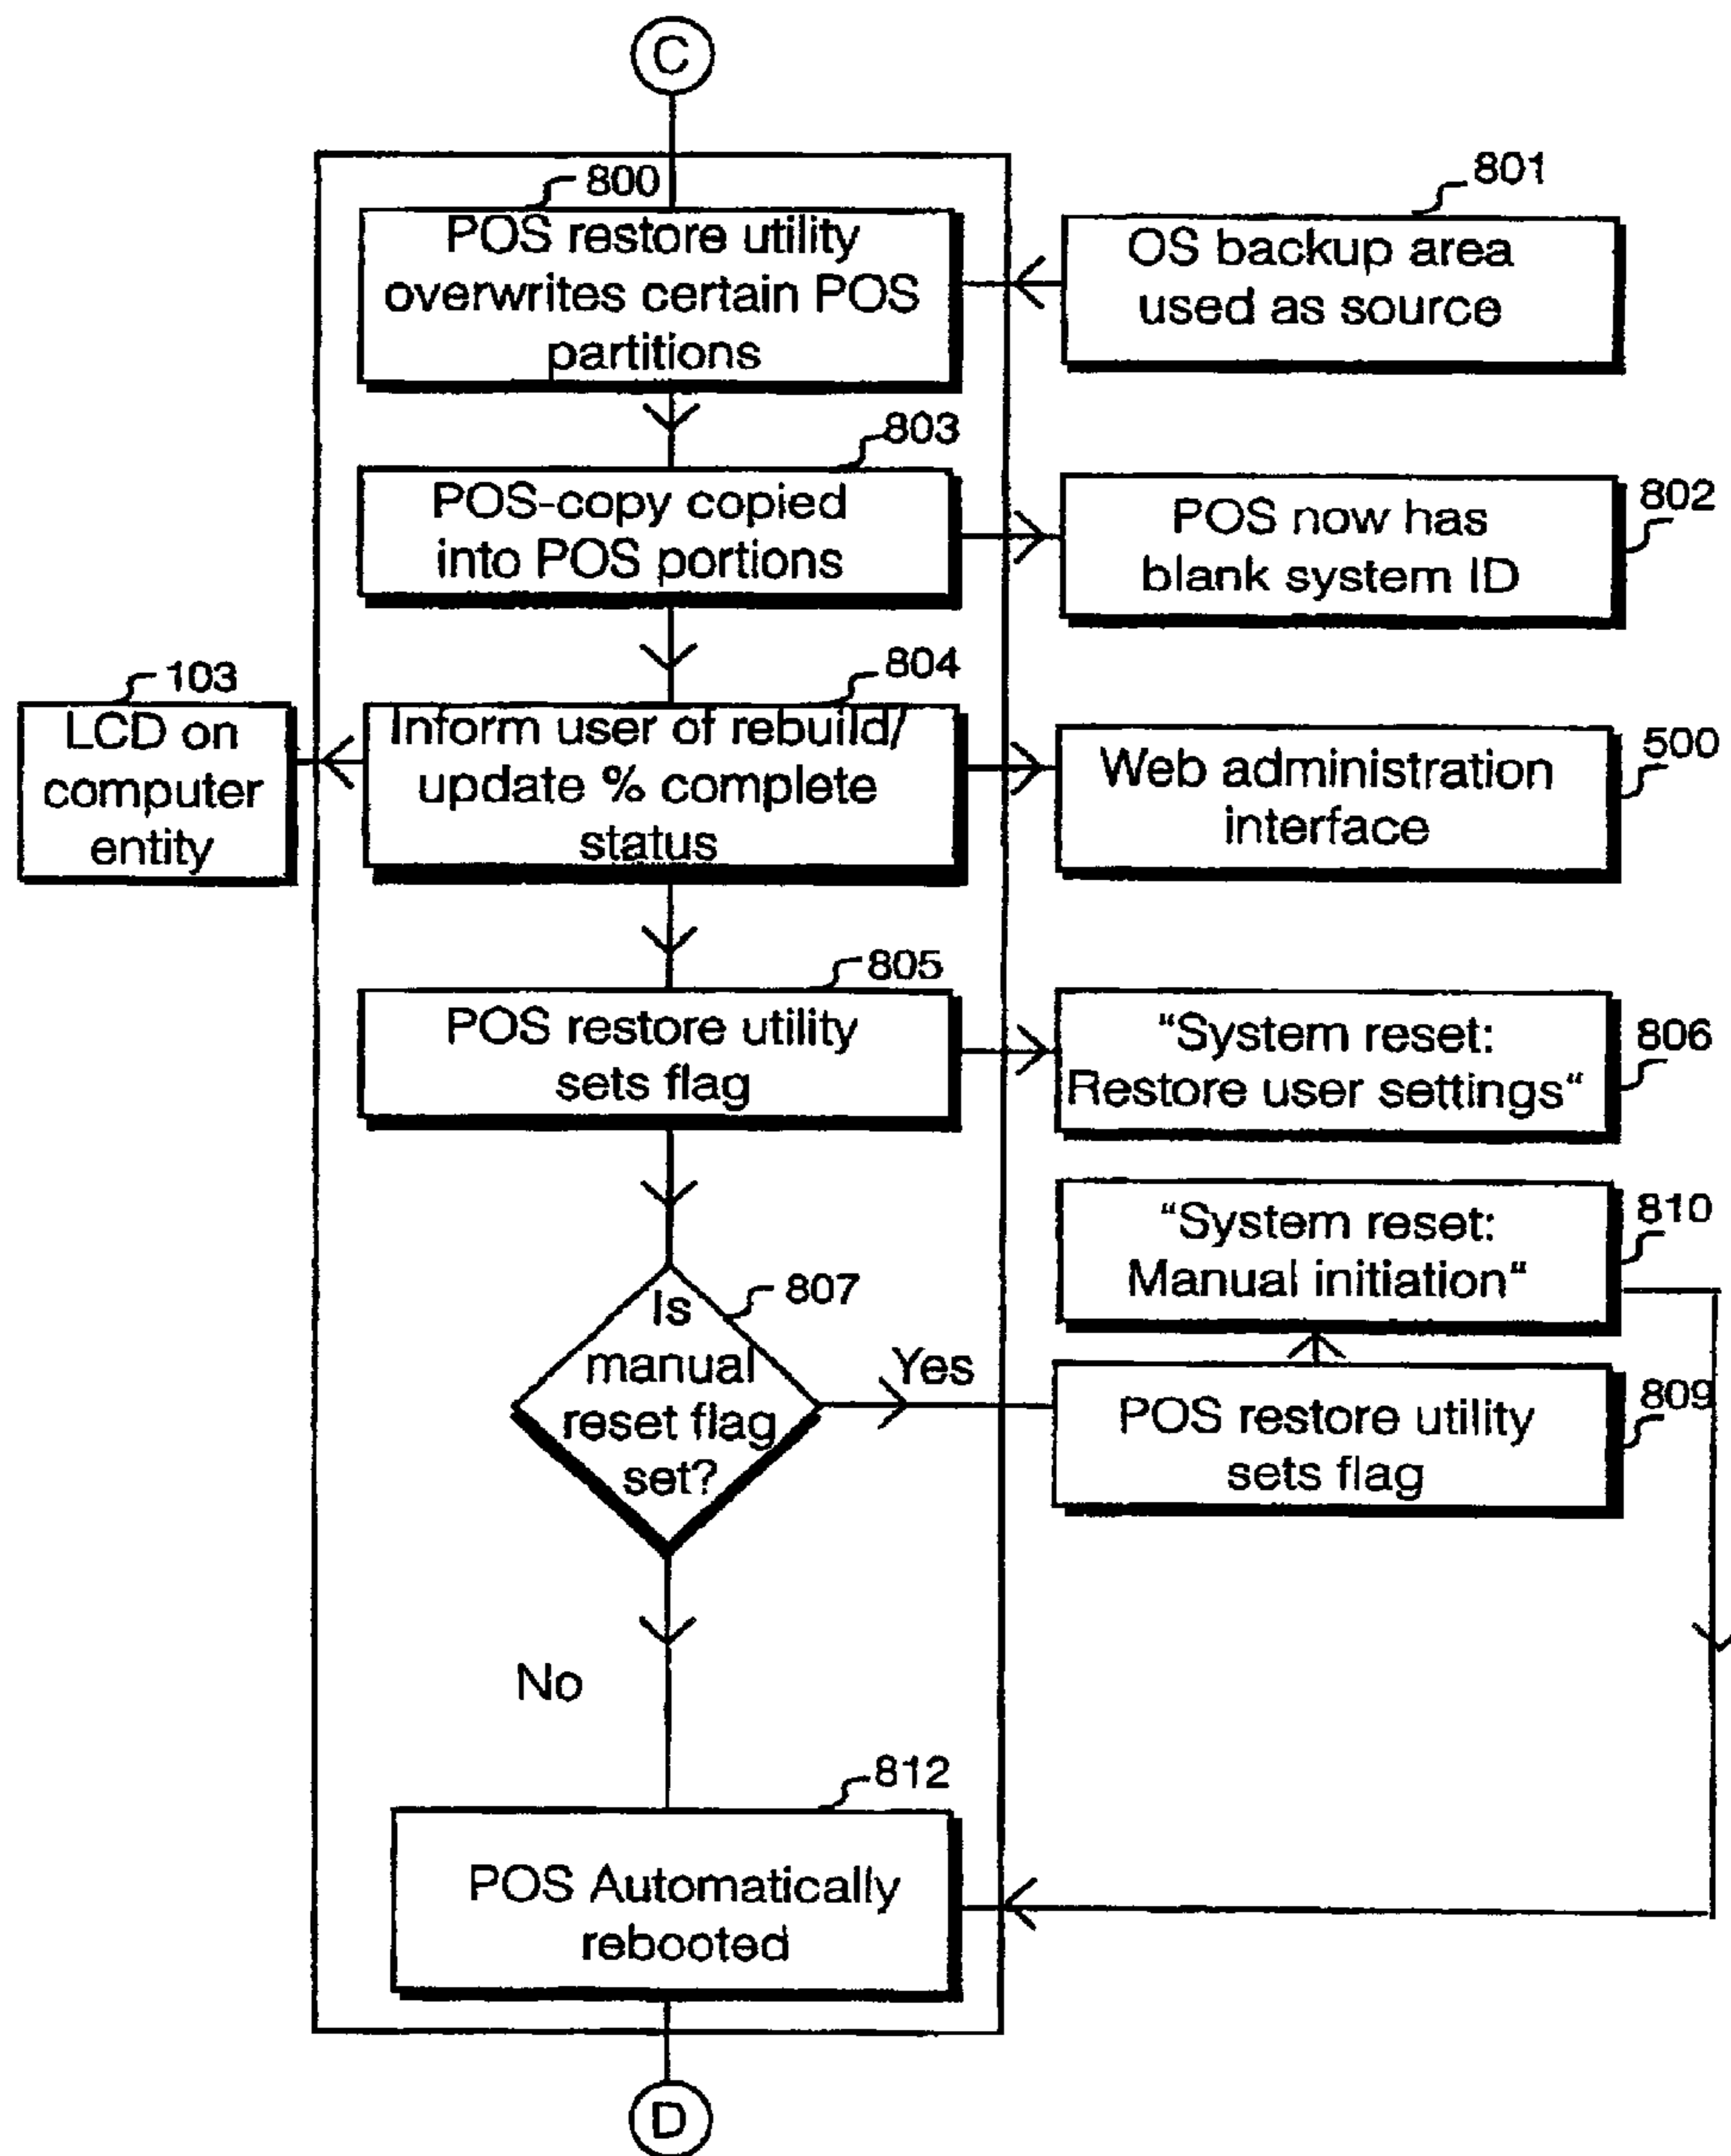 C
800
POS restore utility
overwrites certain POS
partitions
801
OS backup area
used as source
803
POS-copy copied
into POS portions
802
POS now has
blank system ID
103
LCD on
computer
entity
804
Inform user of rebuild/
update % complete
status
500
Web administration
interface
805
POS restore utility
sets flag
806
“System reset:
Restore user settings“
810
“System reset:
Manual initiation“
807
Is
manual
reset flag
set?
Yes
809
POS restore utility
sets flag
No
812
POS Automatically
rebooted
D